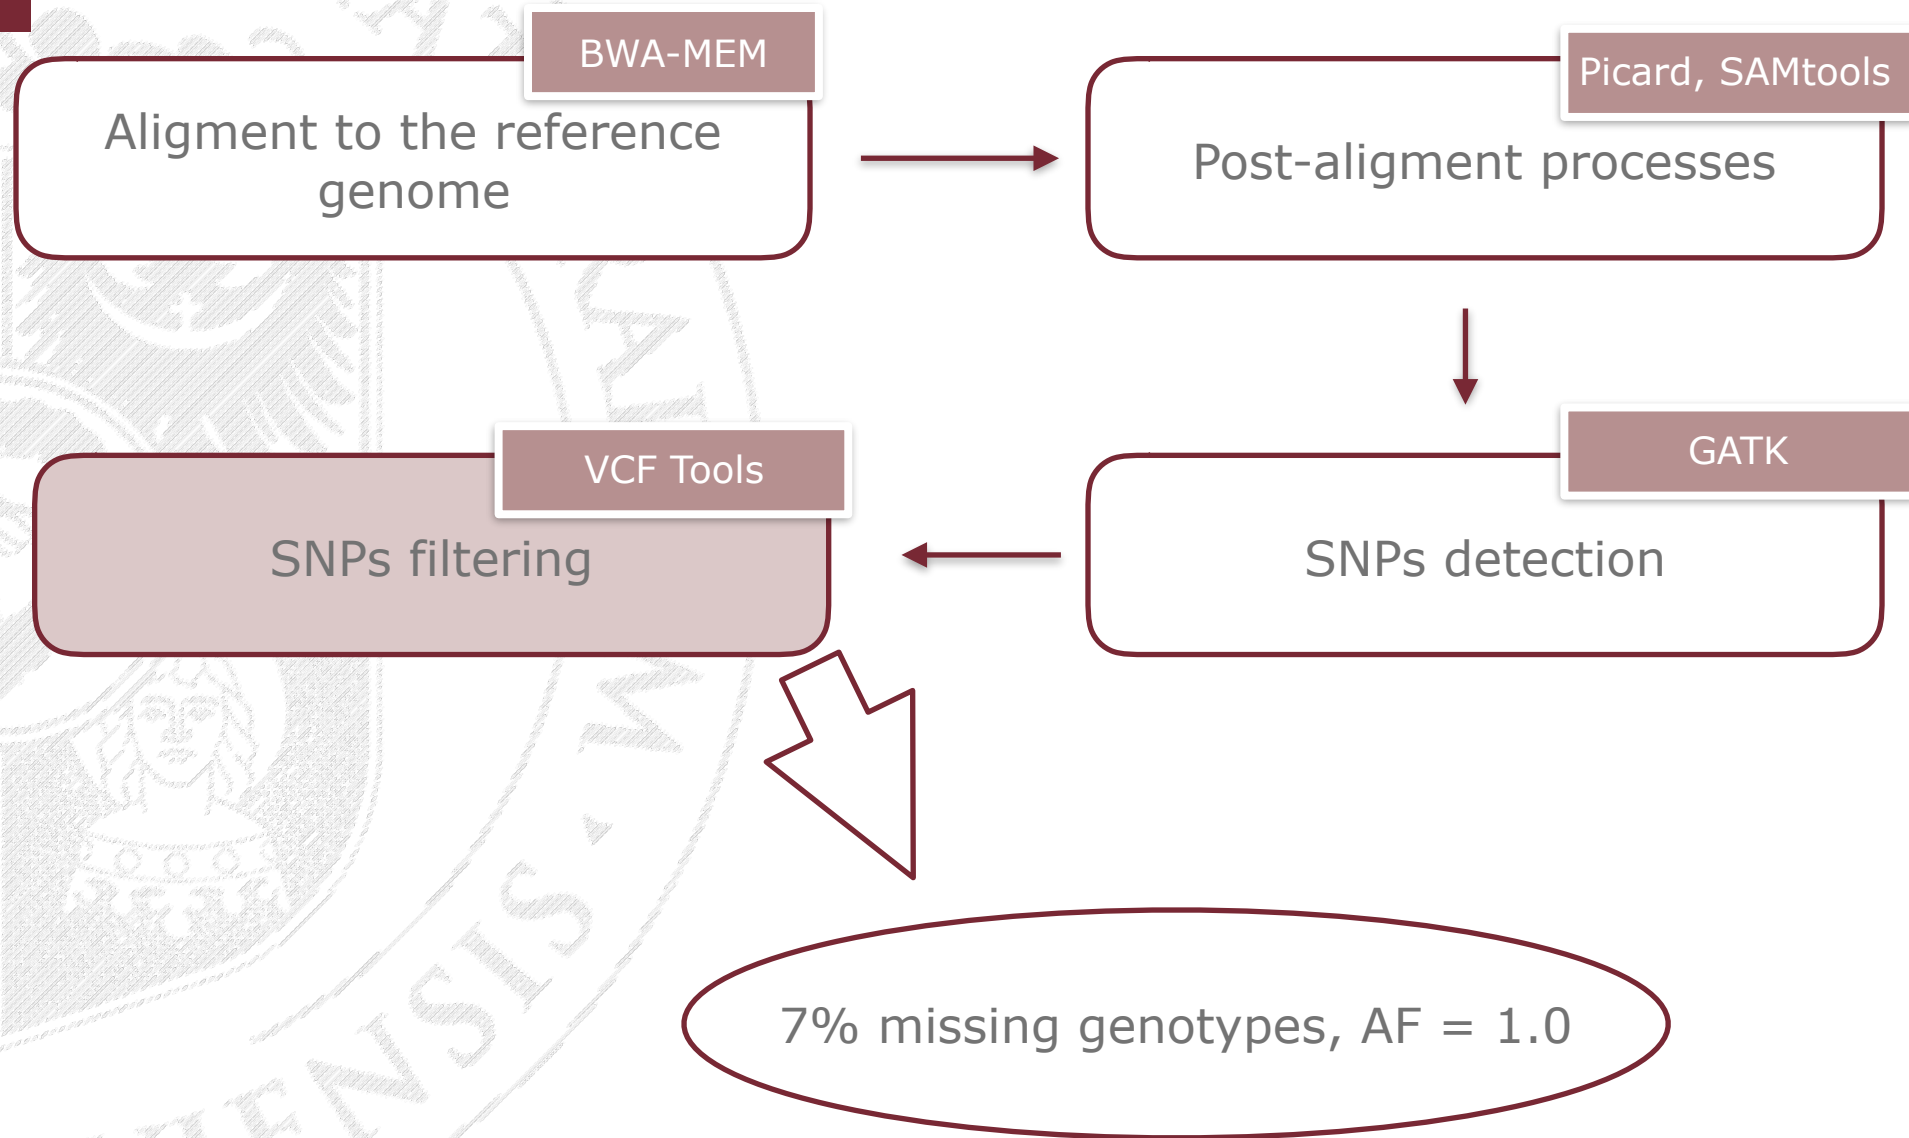 BWA-MEM
Aligment to the reference
genome
Picard, SAMtools
Post-aligment processes
GATK
SNPs detection
VCF Tools
SNPs filtering
7% missing genotypes, AF = 1.0